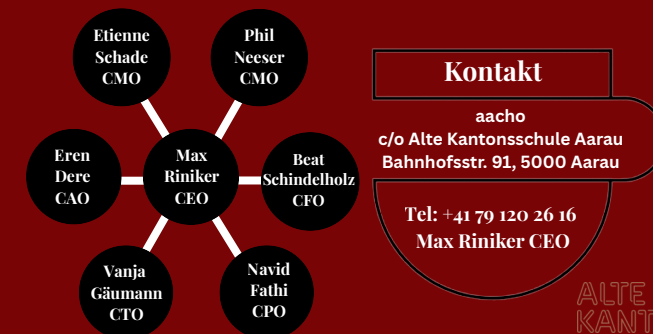 Etienne
Schade
CMO
Phil
Neeser
CMO
Eren
Dere
CAO
Max
Riniker
CEO
Beat
Schindelholz
CFO
Vanja
Gäumann
CTO
Navid
Fathi
CPO
Kontakt
aacho
c/o Alte Kantonsschule Aarau
Bahnhofsstr. 91, 5000 Aarau
Tel: +41 79 120 26 16
Max Riniker CEO
ALTE
KANT